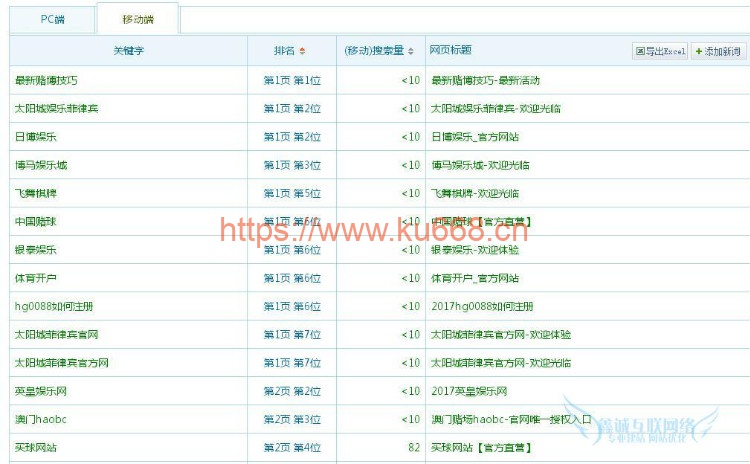 PC端 移动端
关键字 排名 (移动)搜索量 网页标题 导出Excel +添加新词
最新赌博技巧 第1页 第1位 <10 最新赌博技巧-最新活动
太阳城娱乐菲律宾 第1页 第2位 <10 太阳城娱乐菲律宾-欢迎光临
日博娱乐 第1页 第2位 <10 日博娱乐_官方网站
博马娱乐城 第1页 第3位 <10 博马娱乐城-欢迎光临
飞舞棋牌 第1页 第5位 <10 飞舞棋牌-欢迎光临
中国赌球 第1页 第6位 <10 中国赌球【官方直营】
https://www.ku668.cn
银泰娱乐 第1页 第6位 <10 银泰娱乐-欢迎体验
体育开户 第1页 第6位 <10 体育开户_官方网站
hg0088如何注册 第1页 第6位 <10 2017hg0088如何注册
太阳城菲律宾官网 第1页 第7位 <10 太阳城菲律宾官方网-欢迎体验
太阳城菲律宾官方网 第1页 第7位 <10 太阳城菲律宾官方网-欢迎光临
英皇娱乐网 第2页 第2位 <10 2017英皇娱乐网
澳门haobc 第2页 第3位 <10 澳门赌场haobc-官网唯一授权入口
买球网站 第2页 第4位 82 买球网站【官方直营】
鑫诚互联网络
专业建站 网站优化